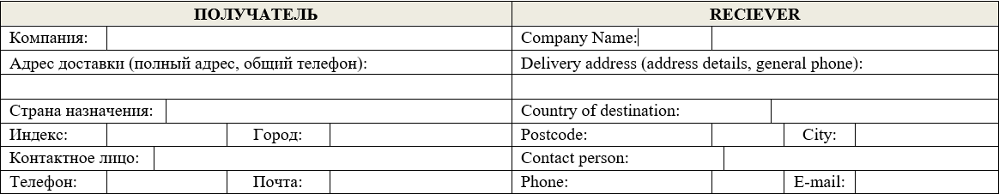 ПОЛУЧАТЕЛЬ RECIEVER
Компания: Company Name:
Адрес доставки (полный адрес, общий телефон): Delivery address (address details, general phone):
Страна назначения: Country of destination:
Индекс: Город: Postcode: City:
Контактное лицо: Contact person:
Телефон: Почта: Phone: E-mail: